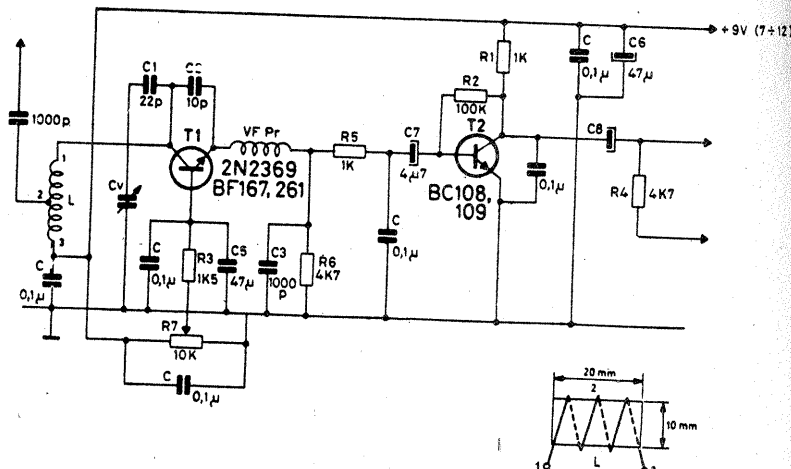 +9V (7÷12)
C1
22p
C2
10p
1000p
T1
VF Pr
2N2369
BF167, 261
R5
1K
C7
4µ7
R1
1K
R2
100K
T2
BC108,
109
C
0,1µ
C6
47µ
C8
0,1µ
R4
4K7
1
2
L
3
Cv
C
0,1µ
C
0,1µ
R3
1K5
C5
47µ
C3
1000
p
R6
4K7
C
0,1µ
R7
10K
C
0,1µ
20 mm
2
10 mm
1
L